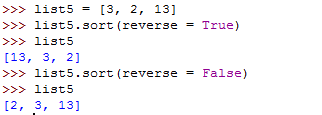 >>> list5 = [3, 2, 13]
>>> list5.sort(reverse = True)
>>> list5
[13, 3, 2]
>>> list5.sort(reverse = False)
>>> list5
[2, 3, 13]